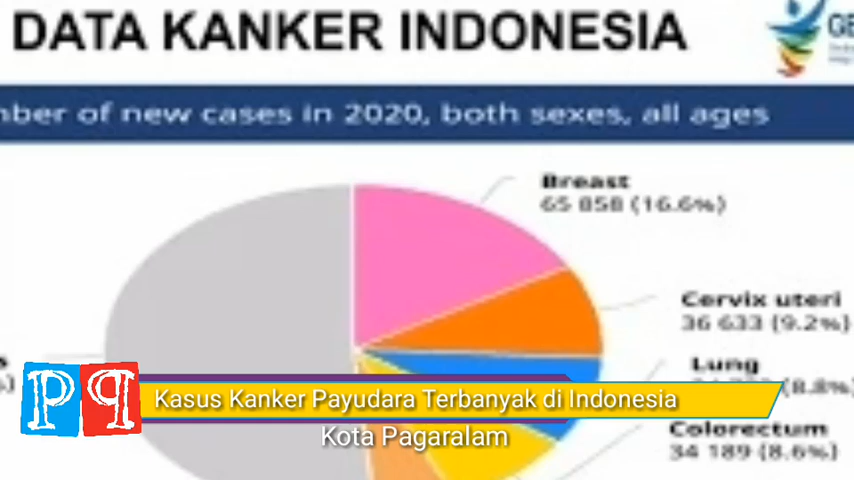 DATA KANKER INDONESIA
of new cases in 2020, both sexes, all ages
Breast
65 858 (16.6%)
Cervix uteri
36 633 (9.2%)
Lung
(8.8%)
Colorectum
34 189 (8.6%)
Pq
Kasus Kanker Payudara Terbanyak di Indonesia
Kota Pagaralam